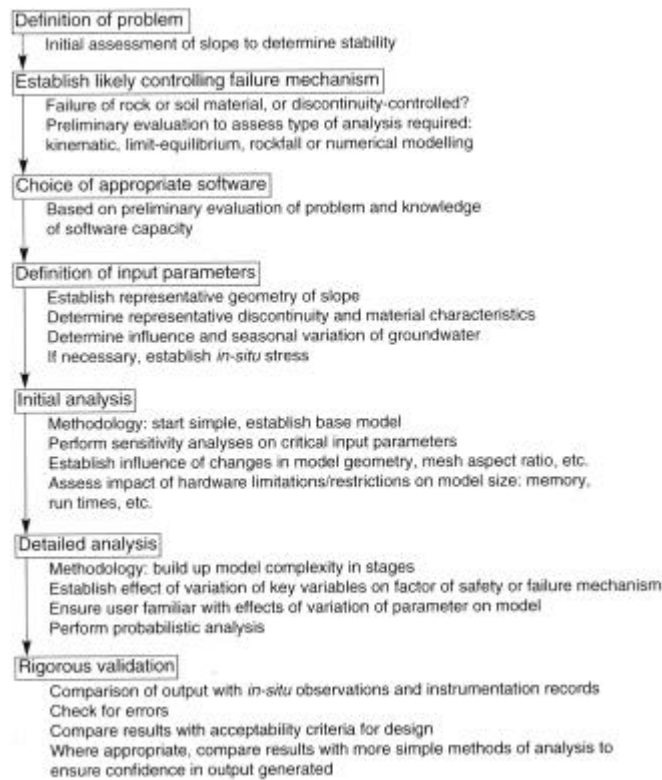 Definition of problem
Initial assessment of slope to determine stability
Establish likely controlling failure mechanism
Failure of rock or soil material, or discontinuity-controlled?
Preliminary evaluation to assess type of analysis required:
kinematic, limit-equilibrium, rockfall or numerical modelling
Choice of appropriate software
Based on preliminary evaluation of problem and knowledge
of software capacity
Definition of input parameters
Establish representative geometry of slope
Determine representative discontinuity and material characteristics
Determine influence and seasonal variation of groundwater
If necessary, establish in-situ stress
Initial analysis
Methodology: start simple, establish base model
Perform sensitivity analyses on critical input parameters
Establish influence of changes in model geometry, mesh aspect ratio, etc.
Assess impact of hardware limitations/restrictions on model size: memory,
run times, etc.
Detailed analysis
Methodology: build up model complexity in stages
Establish effect of variation of key variables on factor of safety or failure mechanism
Ensure user familiar with effects of variation of parameter on model
Perform probabilistic analysis
Rigorous validation
Comparison of output with in-situ observations and instrumentation records
Check for errors
Compare results with acceptability criteria for design
Where appropriate, compare results with more simple methods of analysis to
ensure confidence in output generated